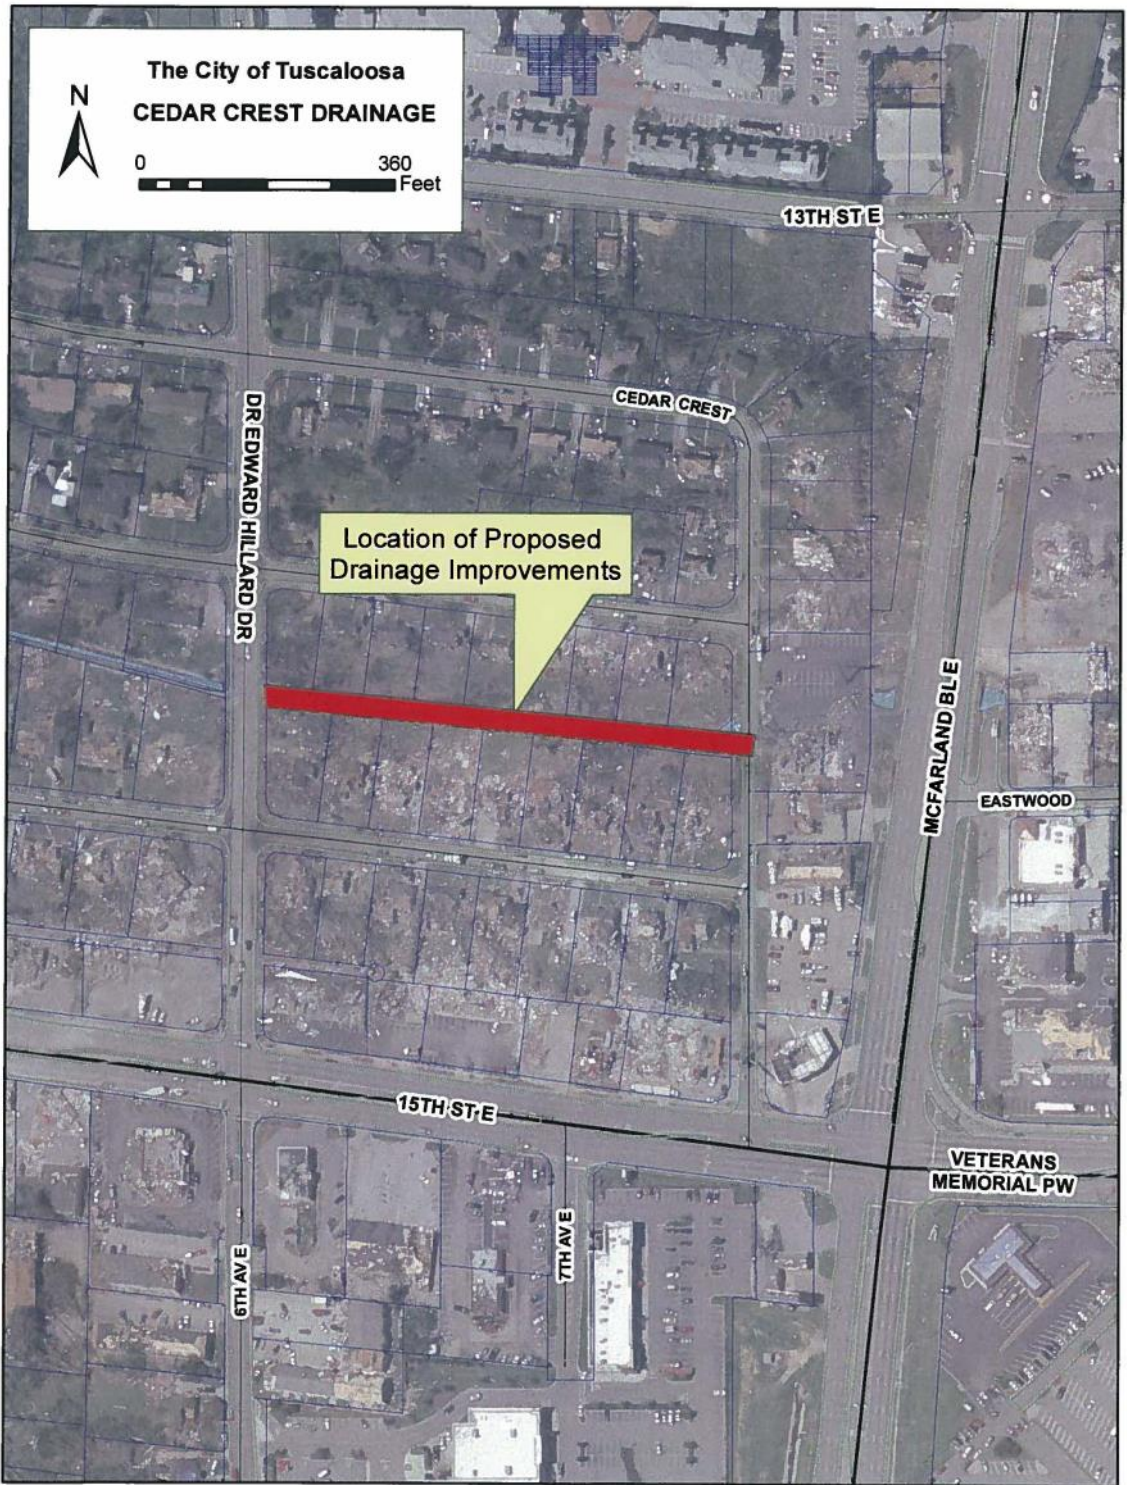 The City of Tuscaloosa
CEDAR CREST DRAINAGE
N
0 360
Feet
13TH ST E
CEDAR CREST
DR EDWARD HILLARD DR
Location of Proposed
Drainage Improvements
MCFARLAND BL E
EASTWOOD
15TH ST E
VETERANS
MEMORIAL PW
6TH AV E
7TH AV E